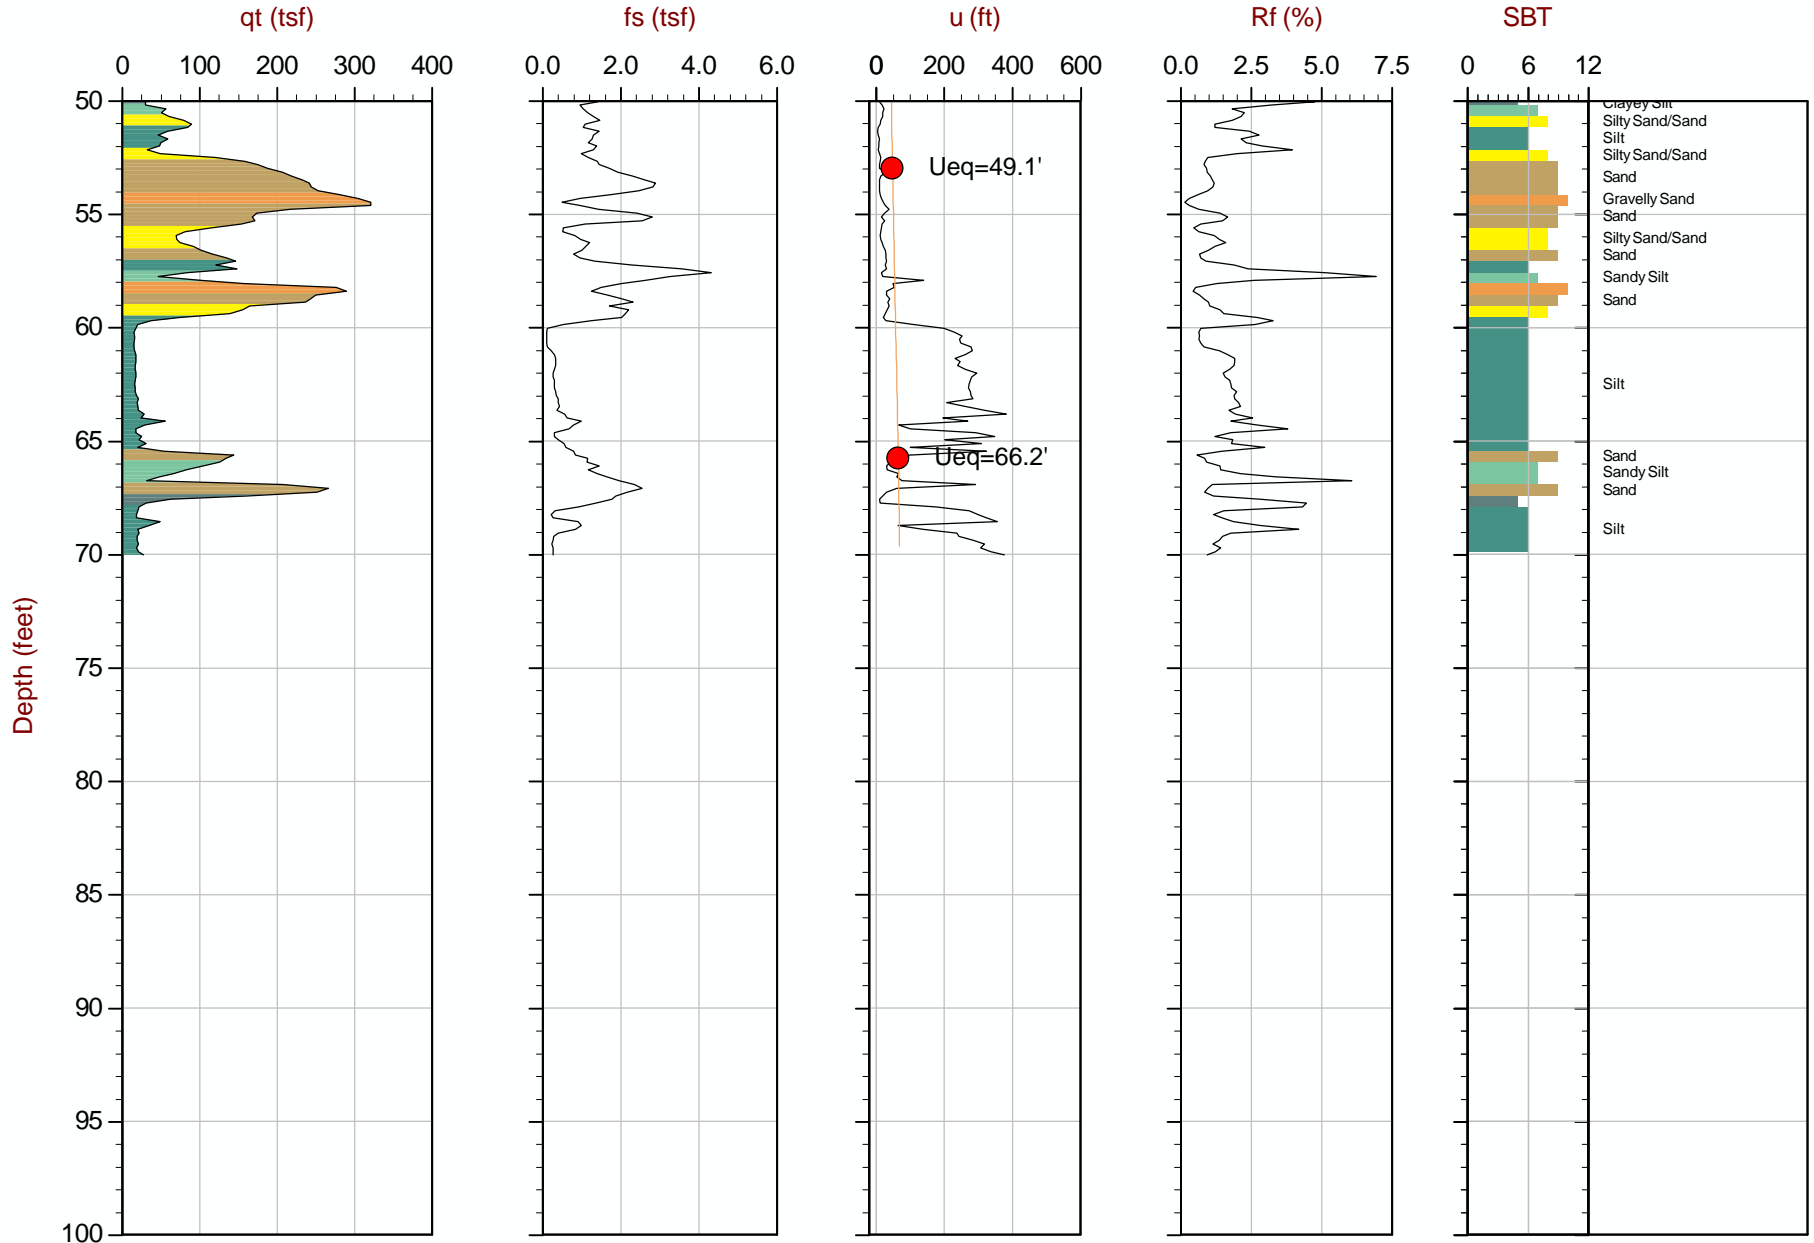 qt (tsf) fs (tsf) u (ft) Rf (%) SBT
0 100 200 300 400 0.0 2.0 4.0 6.0 0 200 400 600 0.0 2.5 5.0 7.5 0 6 12
50
Clayey Silt
Silty Sand/Sand
Silt
Silty Sand/Sand
Ueq=49.1'
Sand
Gravelly Sand
55
Sand
Silty Sand/Sand
Sand
Sandy Silt
Sand
60
Silt
65
Ueq=66.2'
Sand
Sandy Silt
Sand
Silt
70
Depth (feet)
75
80
85
90
95
100